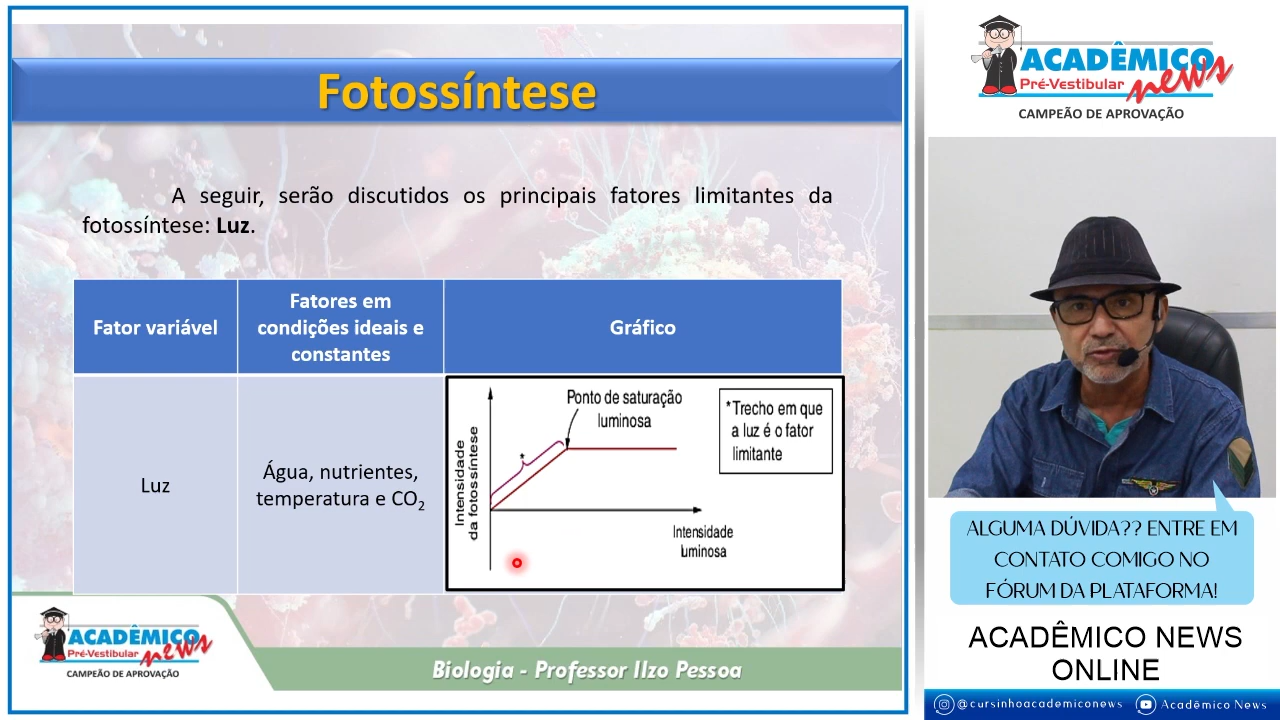 Fotossíntese
A seguir, serão discutidos os principais fatores limitantes da
fotossíntese: Luz.
Fator variável
Fatores em
condições ideais e
constantes
Gráfico
Luz
Água, nutrientes,
temperatura e CO₂
Intensidade
da fotossíntese
Ponto de saturação
luminosa
*
*Trecho em que
a luz é o fator
limitante
Intensidade
luminosa
ACADÊMICO
Pré-Vestibular news
CAMPEÃO DE APROVAÇÃO
Biologia - Professor Ilzo Pessoa
ACADÊMICO
Pré-Vestibular news
CAMPEÃO DE APROVAÇÃO
ALGUMA DÚVIDA?? ENTRE EM
CONTATO COMIGO NO
FÓRUM DA PLATAFORMA!
ACADÊMICO NEWS
ONLINE
@cursinhoacademiconews Acadêmico News